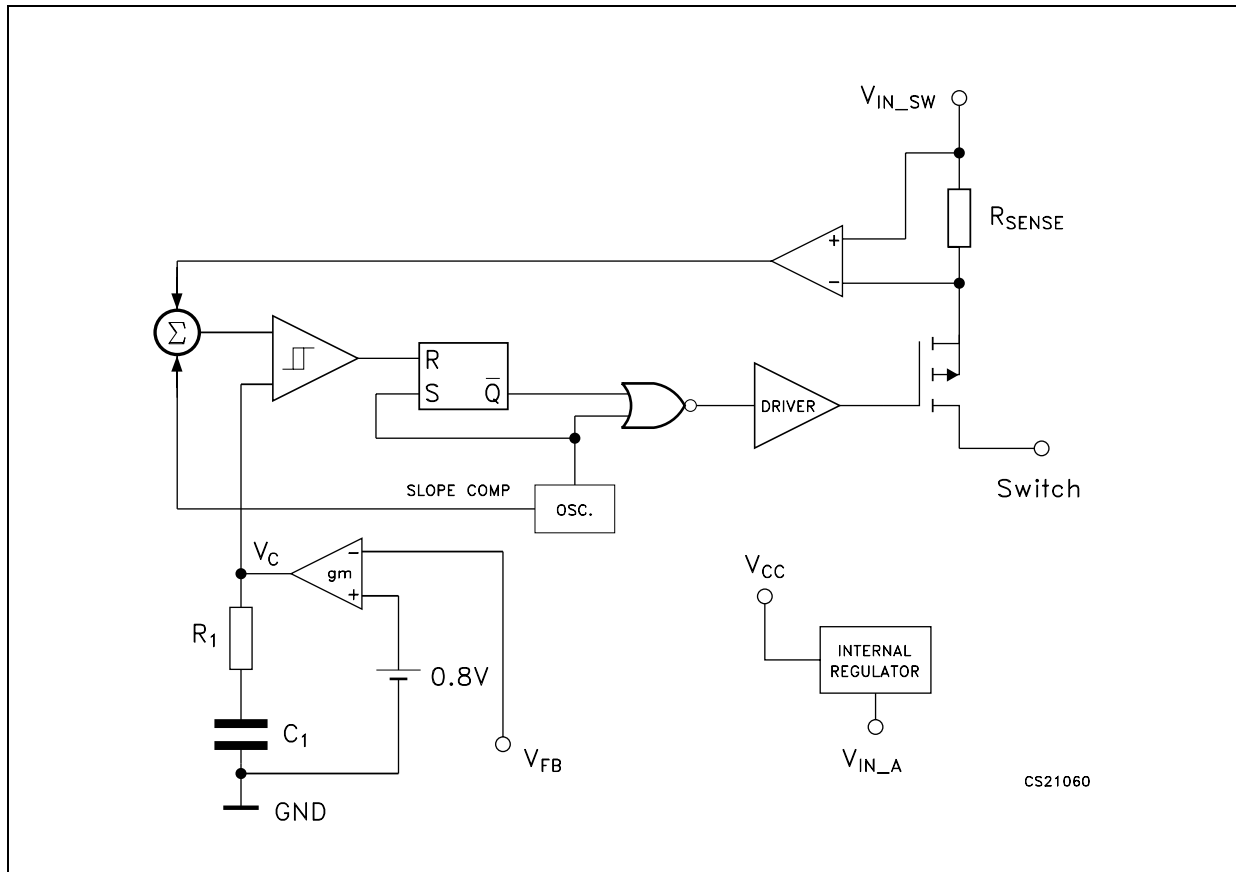 V_IN_SW
R_SENSE
+
−
Σ
R
S
Q̅
DRIVER
SLOPE COMP
OSC.
Switch
V_C
−
gm
+
V_CC
R_1
0.8V
INTERNAL
REGULATOR
C_1
V_FB
V_IN_A
CS21060
GND